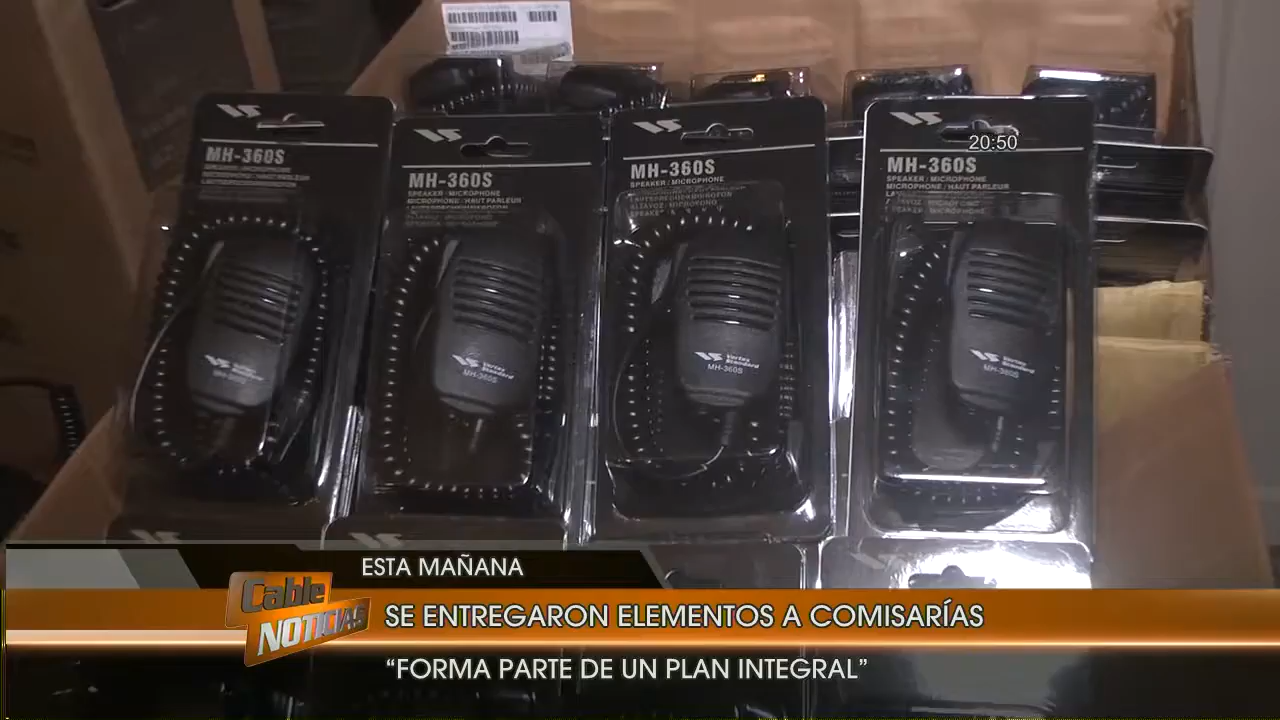 MH-360S
SPEAKER / MICROPHONE
MICROPHONE / HAUT PARLEUR
MH-360S
SPEAKER / MICROPHONE
MICROPHONE / HAUT PARLEUR
MH-360S
SPEAKER / MICROPHONE
ALTAVOZ / MICROFONO
MH-360S
SPEAKER / MICROPHONE
MICROPHONE / HAUT PARLEUR
20:50
MH-360S
Vertex
Standard
MH-360S
Vertex
Standard
MH-360S
Vertex
Standard
MH-360S
ESTA MAÑANA
Cable
NOTICIAS
SE ENTREGARON ELEMENTOS A COMISARÍAS
“FORMA PARTE DE UN PLAN INTEGRAL”